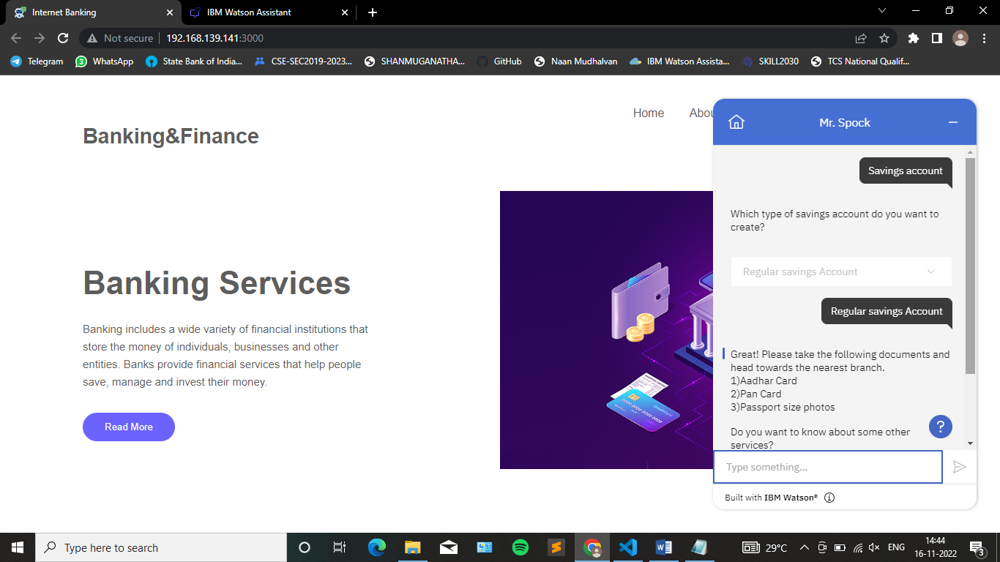 Internet Banking
IBM Watson Assistant
Not secure
192.168.139.141:3000
Telegram
3
WhatsApp
State Bank of India...
CSE-SEC2019-2023...
SHANMUGANATHA...
GitHub
Naan Mudhalvan
IBM Watson Assista...
SKILL2030
TCS National Qualif...
Banking&Finance
Home
Abou
Banking Services
Banking includes a wide variety of financial institutions that
store the money of individuals, businesses and other
entities. Banks provide financial services that help people
save, manage and invest their money.
Read More
Mr. Spock
Savings account
Which type of savings account do you want to
create?
Regular savings Account
Regular savings Account
Great! Please take the following documents and
head towards the nearest branch.
1)Aadhar Card
2)Pan Card
3)Passport size photos
Do you want to know about some other
services?
?
Type something...
Built with IBM Watson®
Type here to search
29°C
ENG
14:44
16-11-2022
3